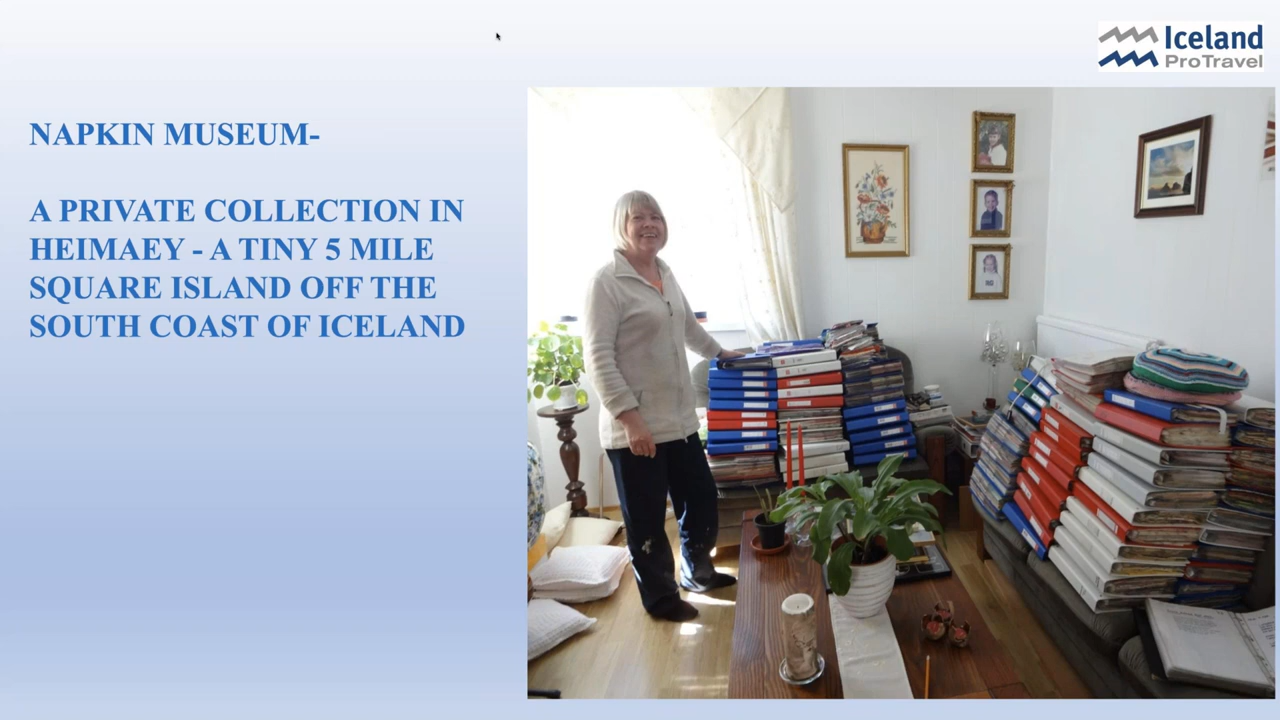 Iceland
ProTravel
NAPKIN MUSEUM-
A PRIVATE COLLECTION IN
HEIMAEY - A TINY 5 MILE
SQUARE ISLAND OFF THE
SOUTH COAST OF ICELAND